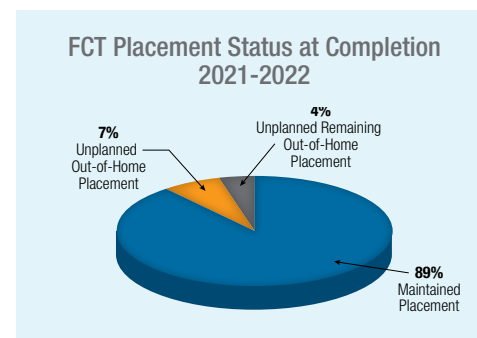 FCT Placement Status at Completion
2021-2022
4%
Unplanned Remaining
Out-of-Home
Placement
7%
Unplanned
Out-of-Home
Placement
89%
Maintained
Placement